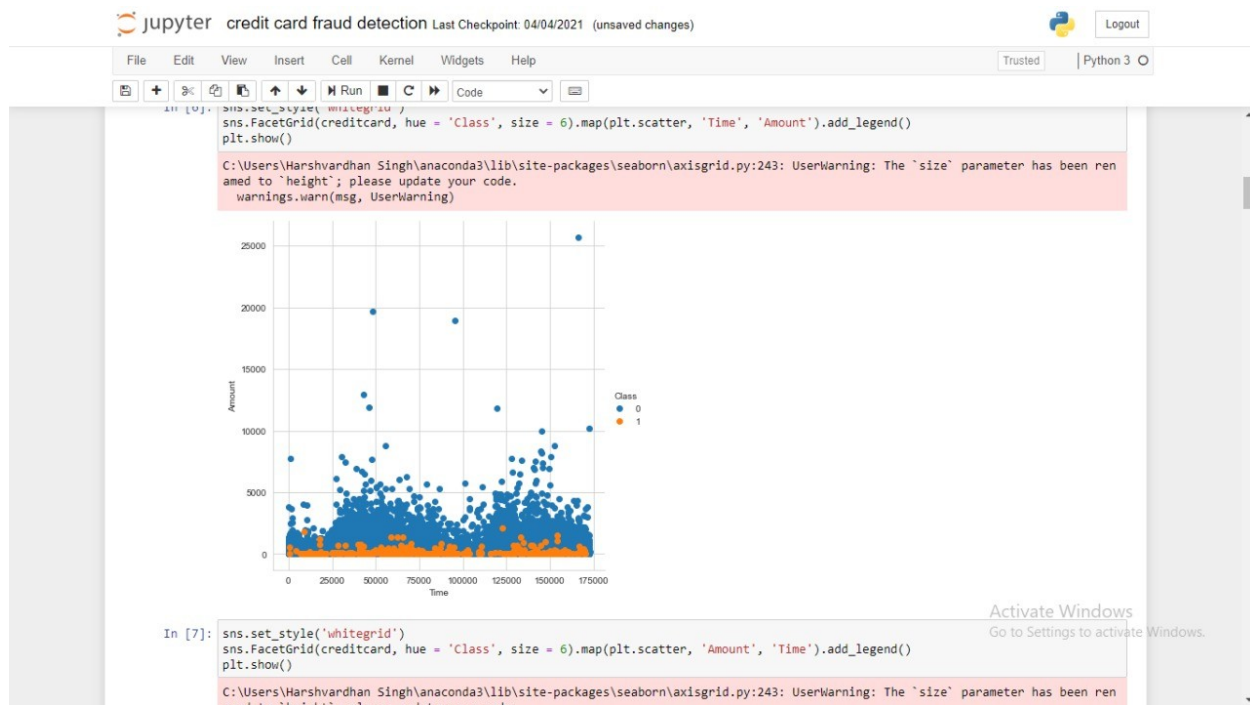 jupyter credit card fraud detection Last Checkpoint: 04/04/2021 (unsaved changes)
Logout
File Edit View Insert Cell Kernel Widgets Help
Trusted
Python 3
Run
Code
In [6]: sns.set_style('whitegrid')
sns.FacetGrid(creditcard, hue = 'Class', size = 6).map(plt.scatter, 'Time', 'Amount').add_legend()
plt.show()
C:\Users\Harshvardhan Singh\anaconda3\lib\site-packages\seaborn\axisgrid.py:243: UserWarning: The `size` parameter has been ren
amed to `height`; please update your code.
warnings.warn(msg, UserWarning)
25000
20000
15000
10000
5000
0
Amount
Class
0
1
0 25000 50000 75000 100000 125000 150000 175000
Time
Activate Windows
Go to Settings to activate Windows.
In [7]: sns.set_style('whitegrid')
sns.FacetGrid(creditcard, hue = 'Class', size = 6).map(plt.scatter, 'Amount', 'Time').add_legend()
plt.show()
C:\Users\Harshvardhan Singh\anaconda3\lib\site-packages\seaborn\axisgrid.py:243: UserWarning: The `size` parameter has been ren